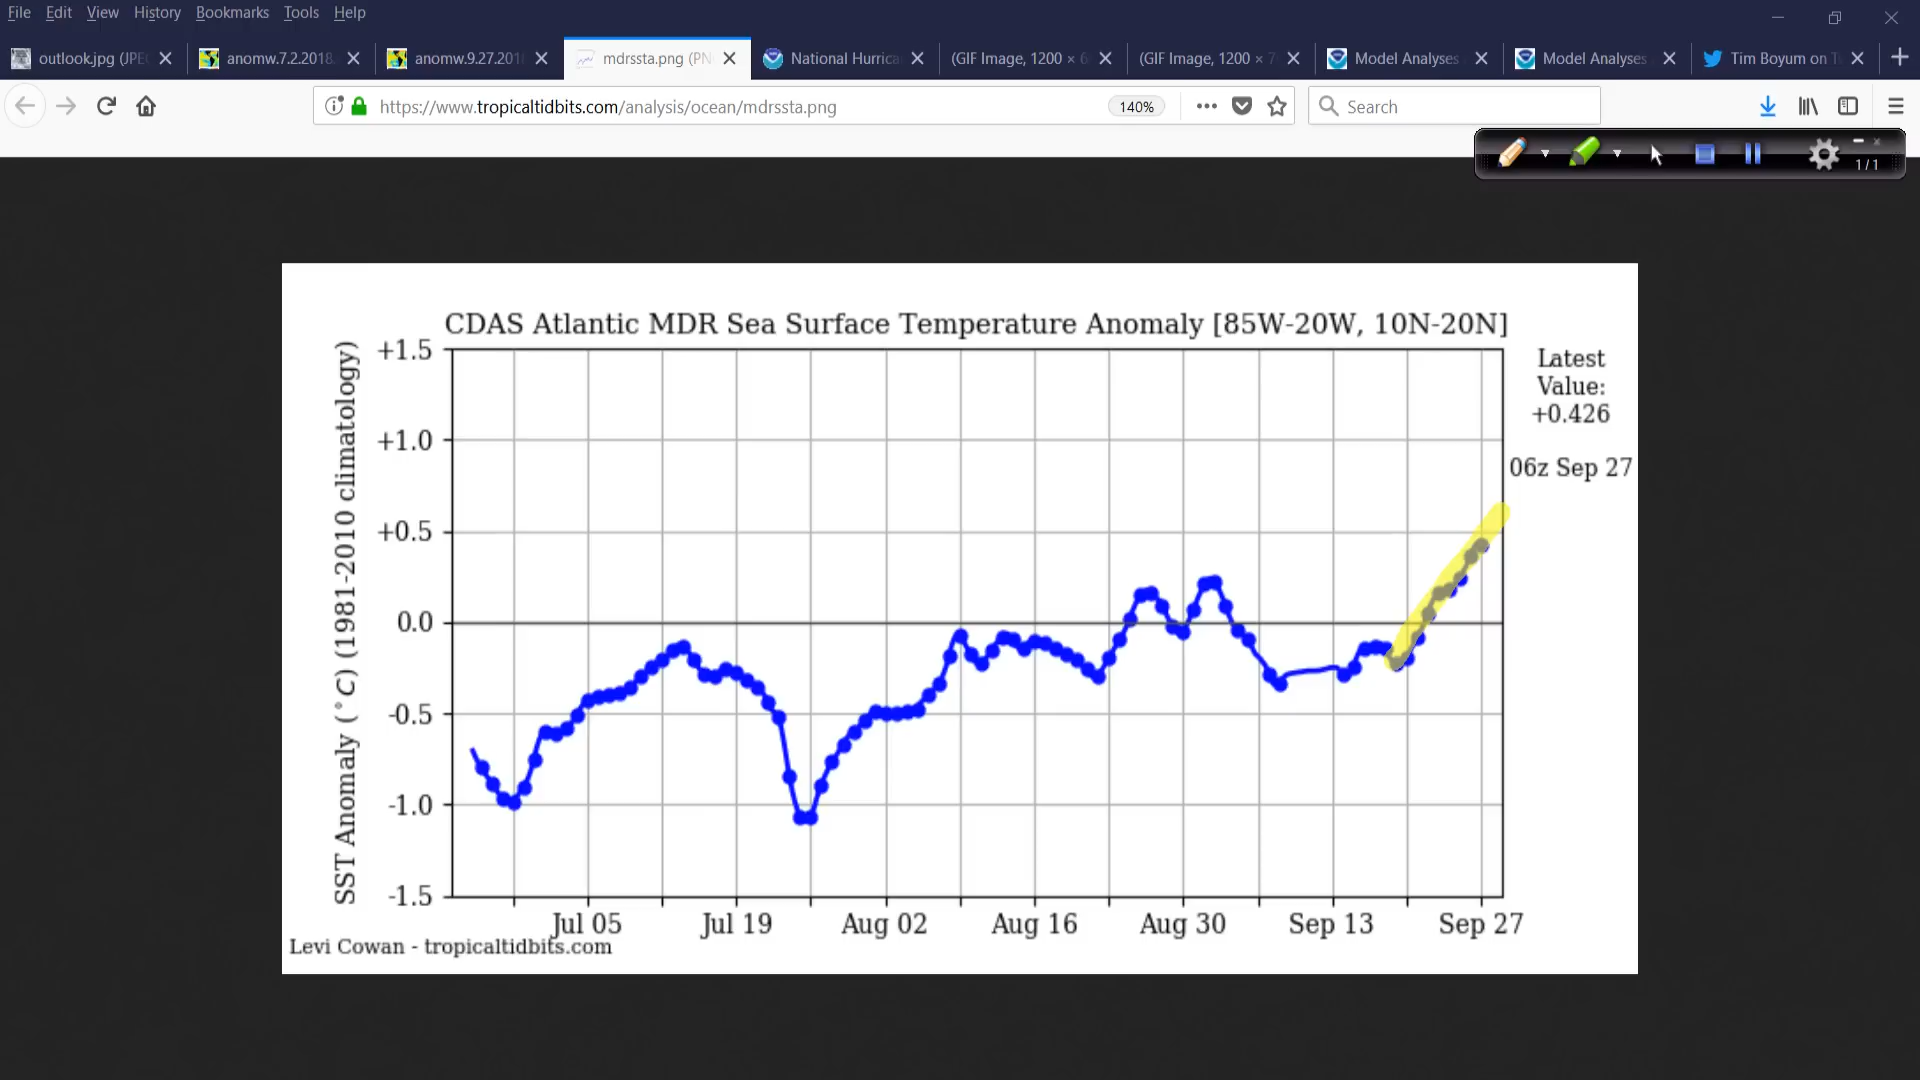 File Edit View History Bookmarks Tools Help
outlook.jpg (JPE
anomw.7.2.2018.
anomw.9.27.201
mdrssta.png (PN
National Hurrica
(GIF Image, 1200 × 6
(GIF Image, 1200 × 7
Model Analyses
Model Analyses
Tim Boyum on T
https://www.tropicaltidbits.com/analysis/ocean/mdrssta.png
140%
Search
1/1
CDAS Atlantic MDR Sea Surface Temperature Anomaly [85W-20W, 10N-20N]
SST Anomaly (°C) (1981-2010 climatology)
+1.5
+1.0
+0.5
0.0
-0.5
-1.0
-1.5
Latest
Value:
+0.426
06z Sep 27
Jul 05 Jul 19 Aug 02 Aug 16 Aug 30 Sep 13 Sep 27
Levi Cowan - tropicaltidbits.com